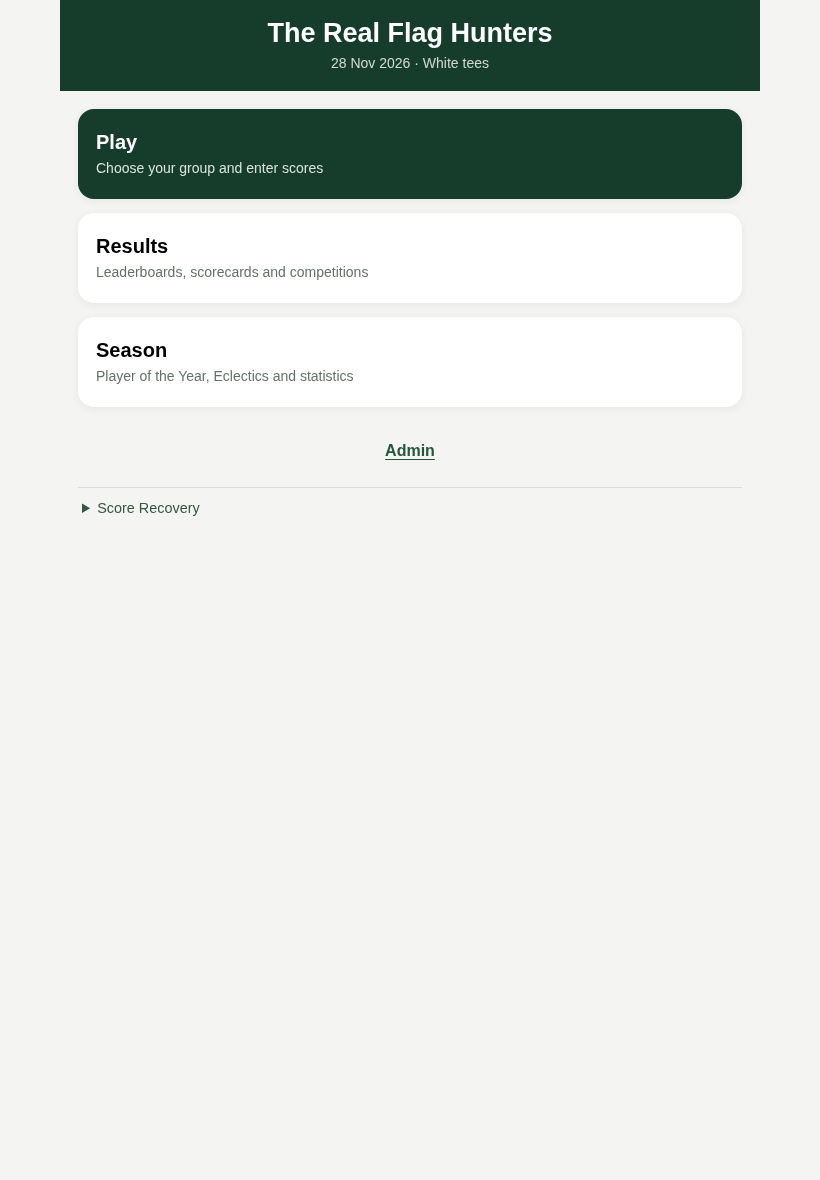 The Real Flag Hunters
28 Nov 2026 · White tees
Play
Choose your group and enter scores
Results
Leaderboards, scorecards and competitions
Season
Player of the Year, Eclectics and statistics
Admin
Score Recovery